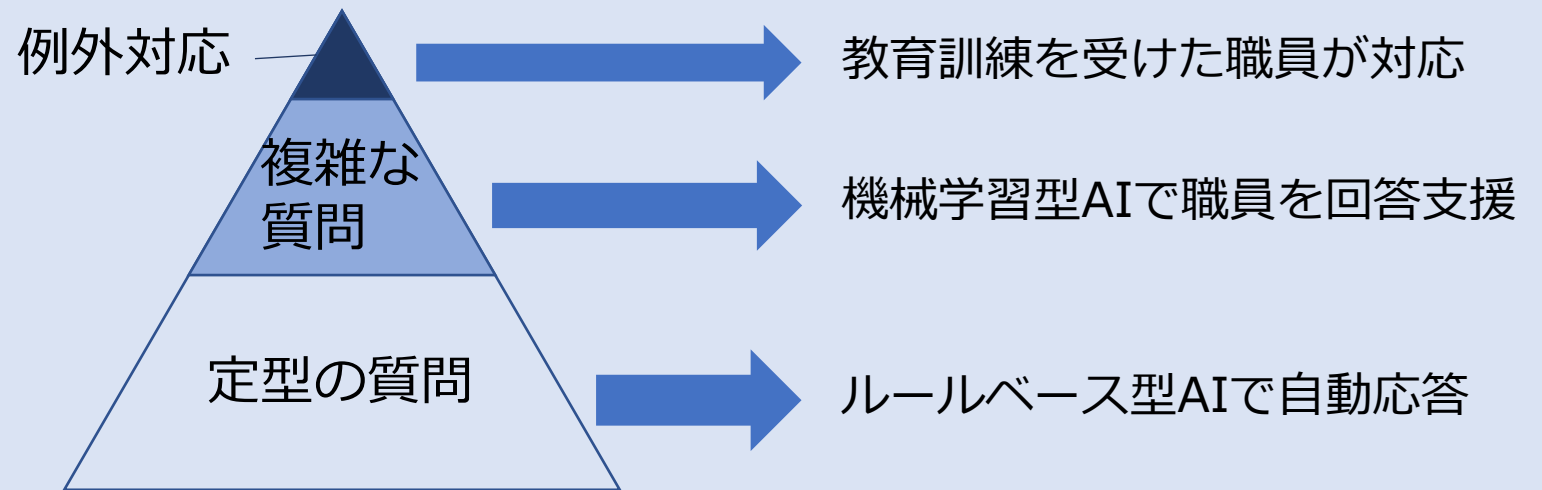 例外対応
教育訓練を受けた職員が対応
複雑な
質問
機械学習型AIで職員を回答支援
定型の質問
ルールベース型AIで自動応答